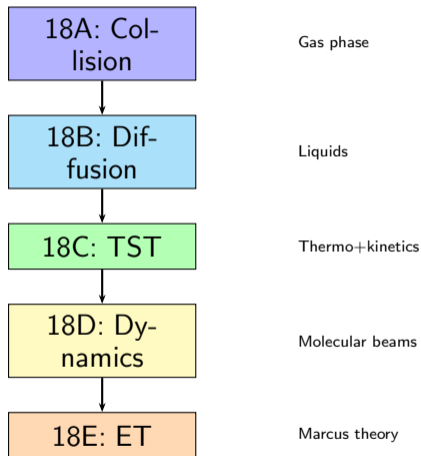 18A: Col-
lision
Gas phase
18B: Dif-
fusion
Liquids
18C: TST
Thermo+kinetics
18D: Dy-
namics
Molecular beams
18E: ET
Marcus theory